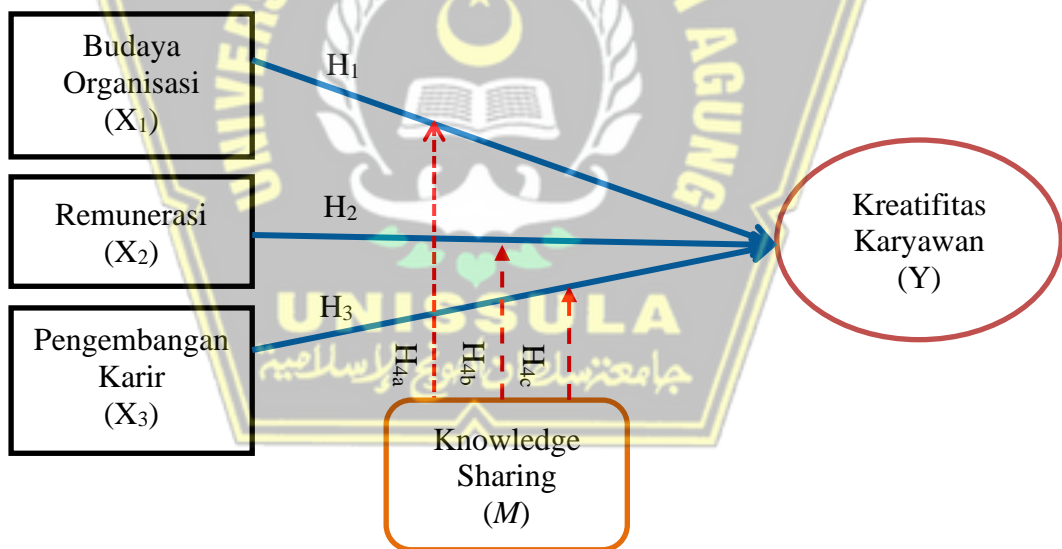 Budaya
Organisasi
(X₁)
Remunerasi
(X₂)
Pengembangan
Karir
(X₃)
H₁
H₂
H₃
H₄ₐ
H₄b
H₄c
Knowledge
Sharing
(M)
Kreatifitas
Karyawan
(Y)
AGUNG
UNISSULA